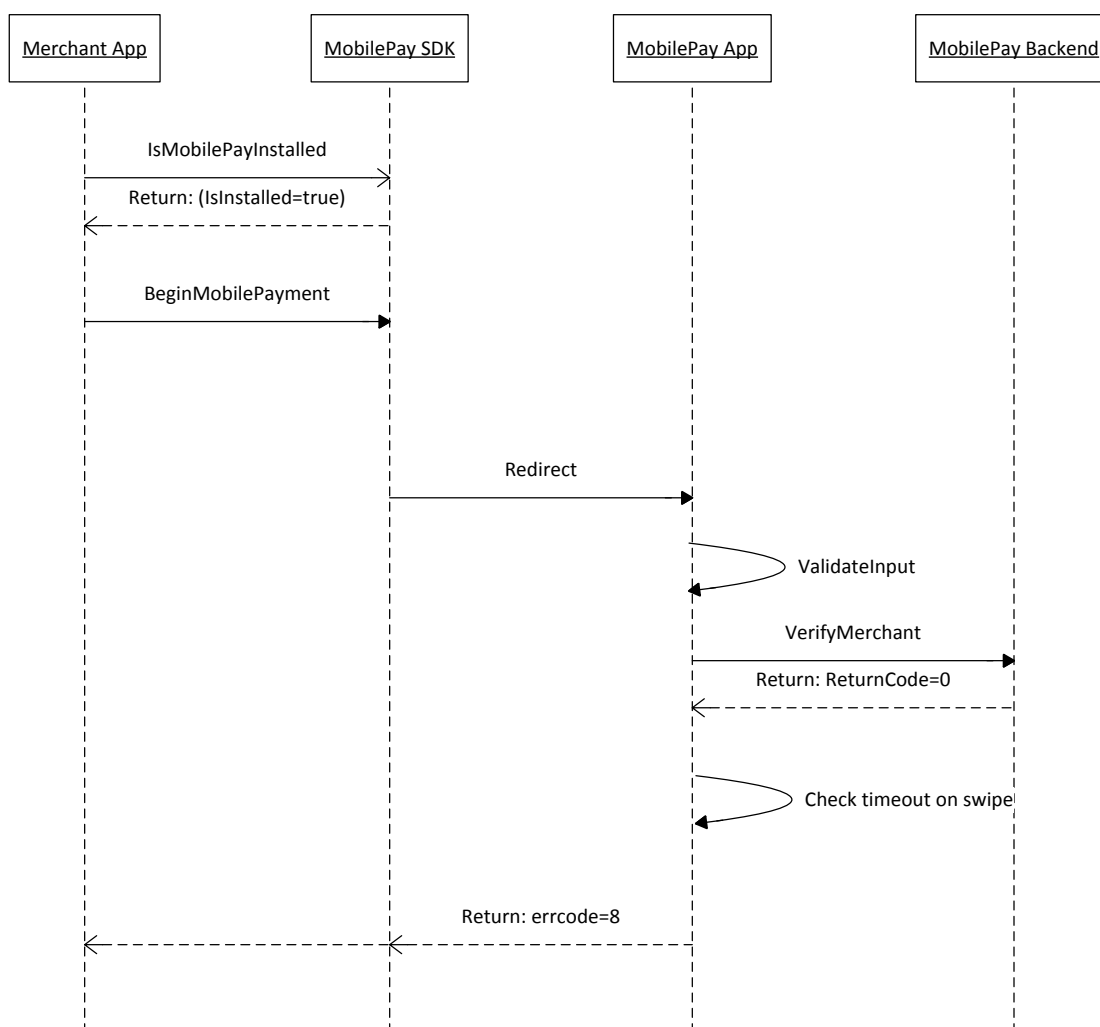 Merchant App
MobilePay SDK
MobilePay App
MobilePay Backend
IsMobilePayInstalled
Return: (IsInstalled=true)
BeginMobilePayment
Redirect
ValidateInput
VerifyMerchant
Return: ReturnCode=0
Check timeout on swipe
Return: errcode=8